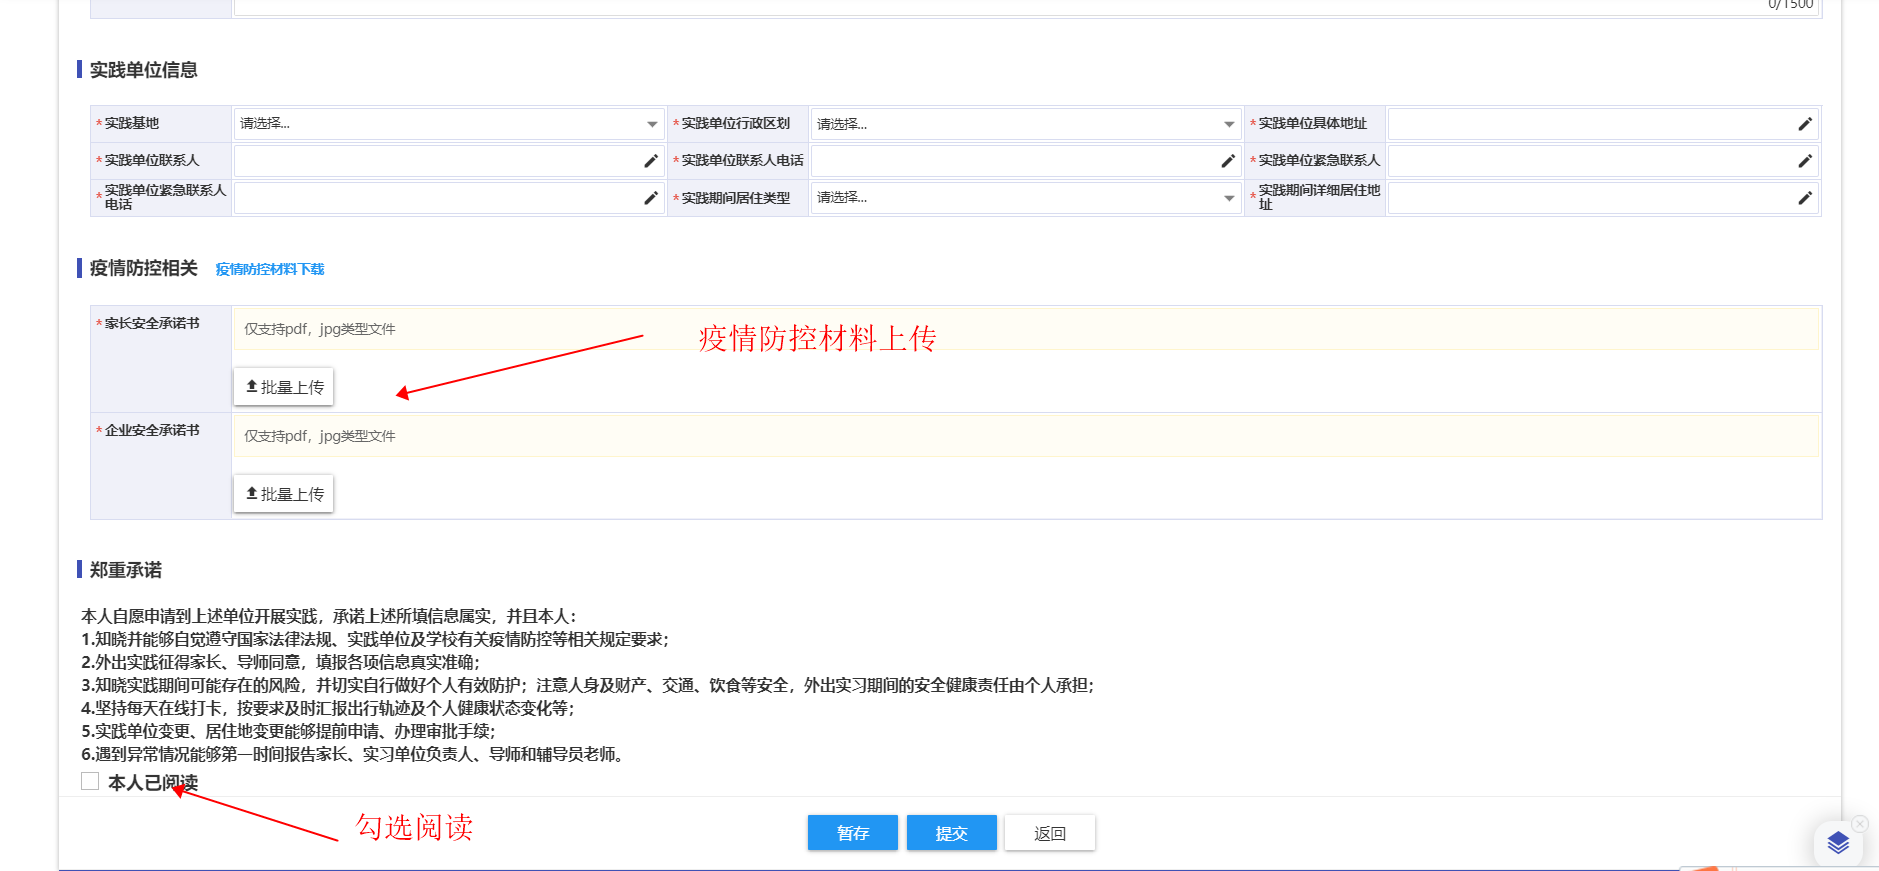 0/1500
实践单位信息
*实践基地 请选择... *实践单位行政区划 请选择... *实践单位具体地址
*实践单位联系人 *实践单位联系人电话 *实践单位紧急联系人
*实践单位紧急联系人电话 *实践期间居住类型 请选择... *实践期间详细居住地址
疫情防控相关 疫情防控材料下载
*家长安全承诺书 仅支持pdf，jpg类型文件
疫情防控材料上传
批量上传
*企业安全承诺书 仅支持pdf，jpg类型文件
批量上传
郑重承诺
本人自愿申请到上述单位开展实践，承诺上述所填信息属实，并且本人：
1.知晓并能够自觉遵守国家法律法规、实践单位及学校有关疫情防控等相关规定要求；
2.外出实践征得家长、导师同意，填报各项信息真实准确；
3.知晓实践期间可能存在的风险，并切实自行做好个人有效防护；注意人身及财产、交通、饮食等安全，外出实习期间的安全健康责任由个人承担；
4.坚持每天在线打卡，按要求及时汇报出行轨迹及个人健康状态变化等；
5.实践单位变更、居住地变更能够提前申请、办理审批手续；
6.遇到异常情况能够第一时间报告家长、实习单位负责人、导师和辅导员老师。
本人已阅读
勾选阅读
暂存 提交 返回